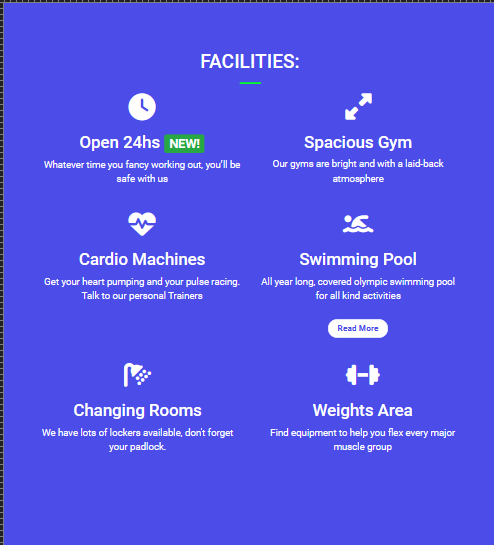 FACILITIES:
Open 24hs NEW!
Whatever time you fancy working out, you'll be
safe with us
Spacious Gym
Our gyms are bright and with a laid-back
atmosphere
Cardio Machines
Get your heart pumping and your pulse racing.
Talk to our personal Trainers
Swimming Pool
All year long, covered olympic swimming pool
for all kind activities
Read More
Changing Rooms
We have lots of lockers available, don't forget
your padlock.
Weights Area
Find equipment to help you flex every major
muscle group